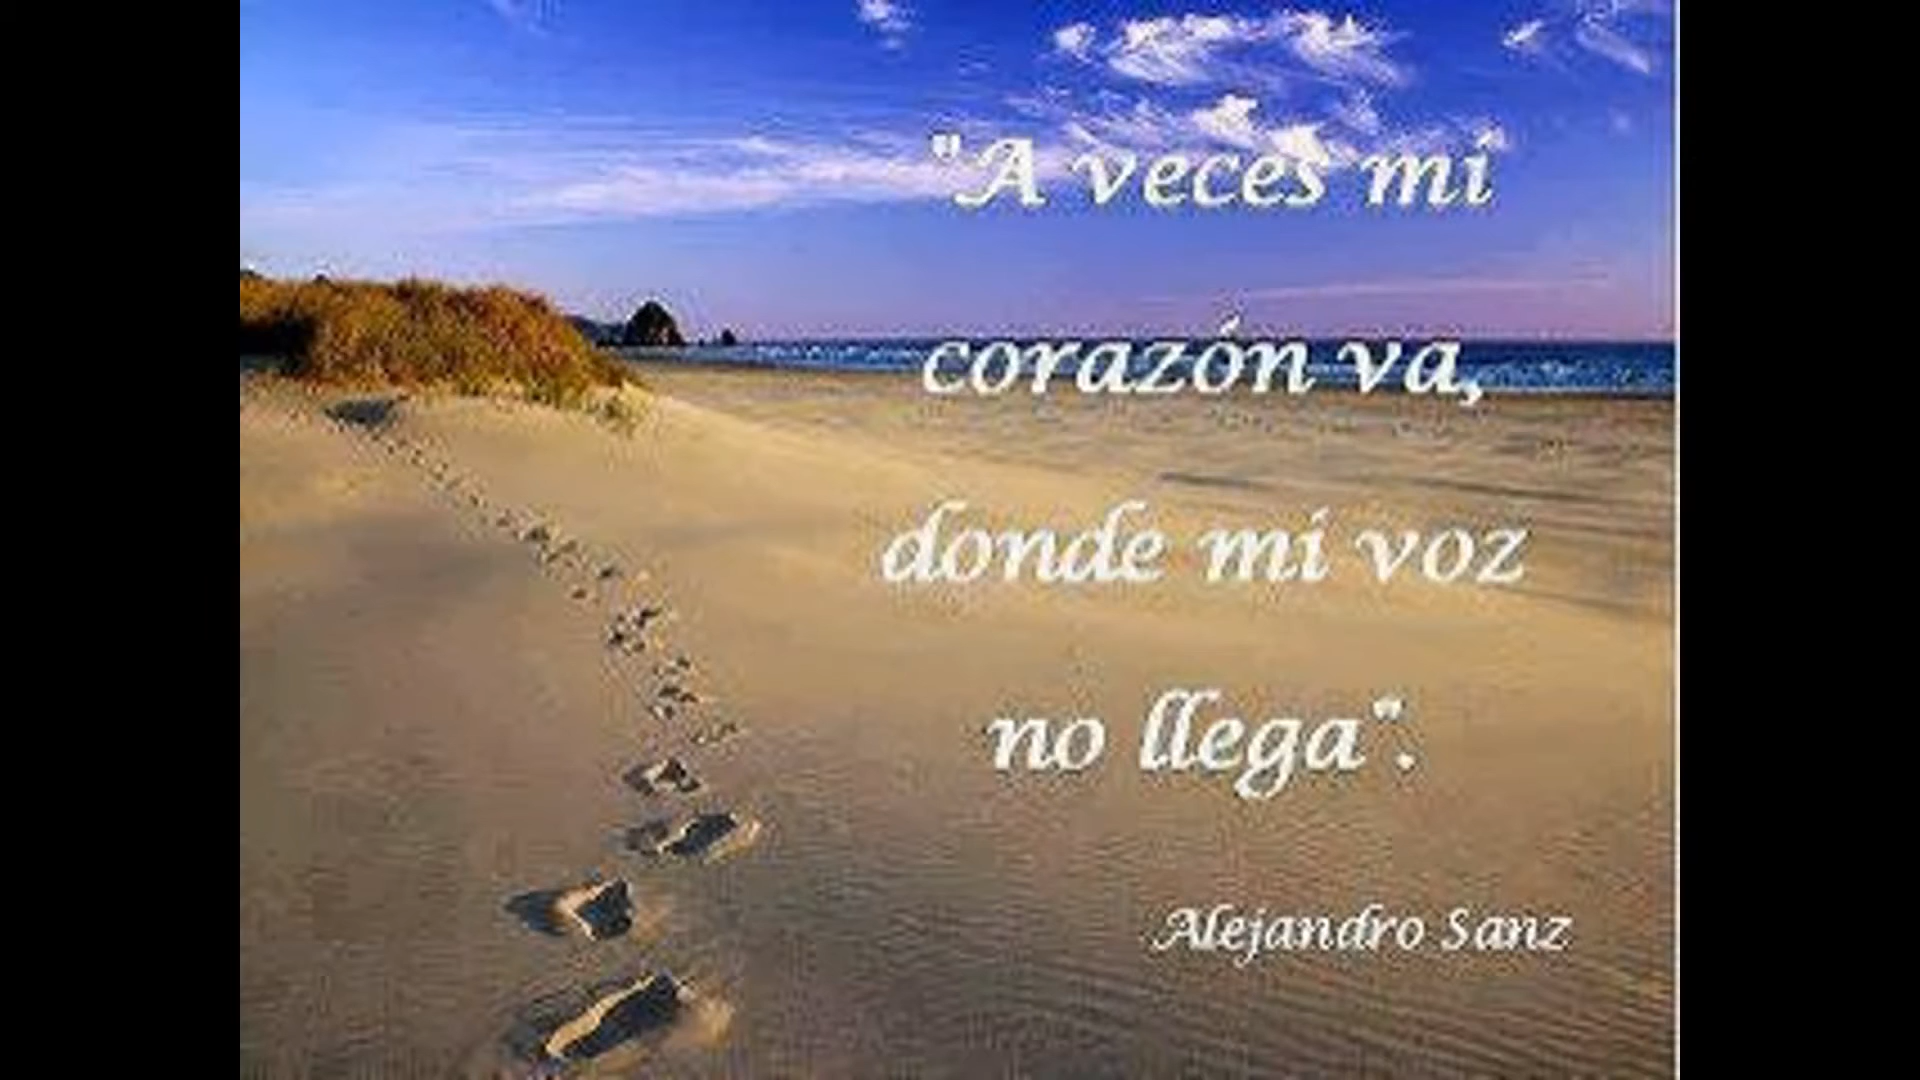 "A veces mi
corazón va,
donde mi voz
no llega".
Alejandro Sanz